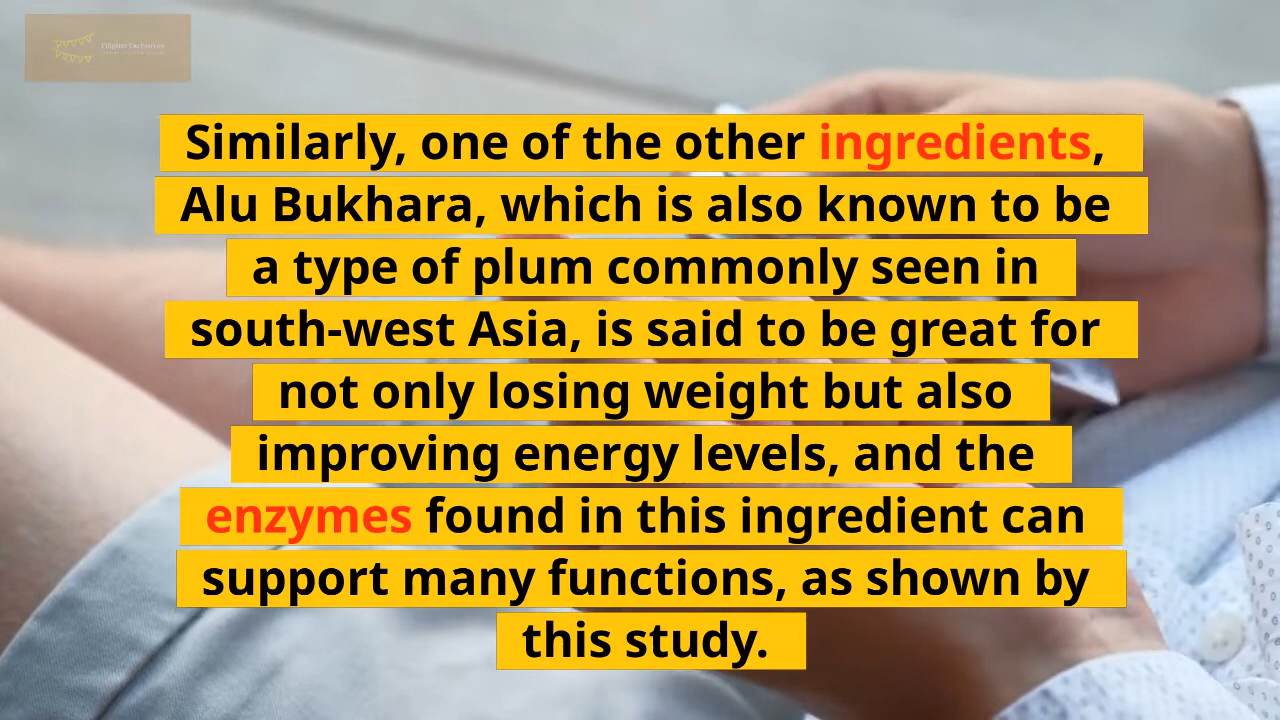 Similarly, one of the other ingredients,
Alu Bukhara, which is also known to be
a type of plum commonly seen in
south-west Asia, is said to be great for
not only losing weight but also
improving energy levels, and the
enzymes found in this ingredient can
support many functions, as shown by
this study.